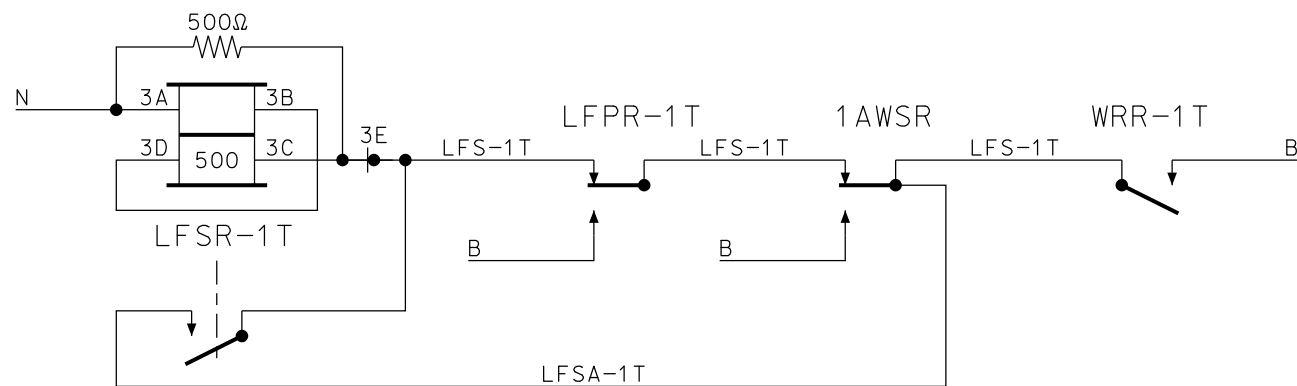 500Ω
N
3A
3B
3D
500
3C
3E
LFSR-1T
LFS-1T
LFPR-1T
B
LFS-1T
1AWSR
B
LFS-1T
WRR-1T
B
LFSA-1T